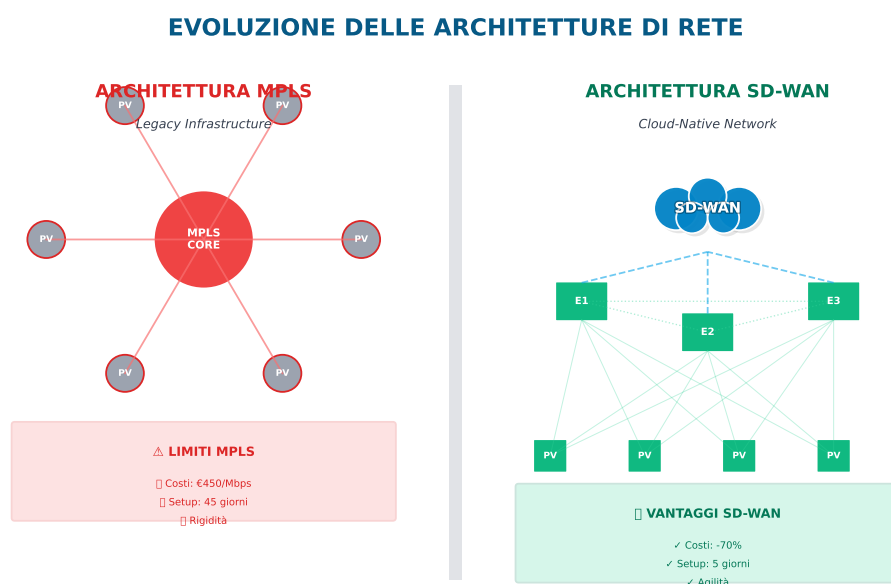 EVOLUZIONE DELLE ARCHITETTURE DI RETE
ARCHITETTURA MPLS
Legacy Infrastructure
PV
PV
PV
MPLS
CORE
PV
PV
PV
⚠ LIMITI MPLS
Costi: €450/Mbps
Setup: 45 giorni
Rigidità
ARCHITETTURA SD-WAN
Cloud-Native Network
SD-WAN
E1
E2
E3
PV
PV
PV
PV
VANTAGGI SD-WAN
✓ Costi: -70%
✓ Setup: 5 giorni
✓ Agilità